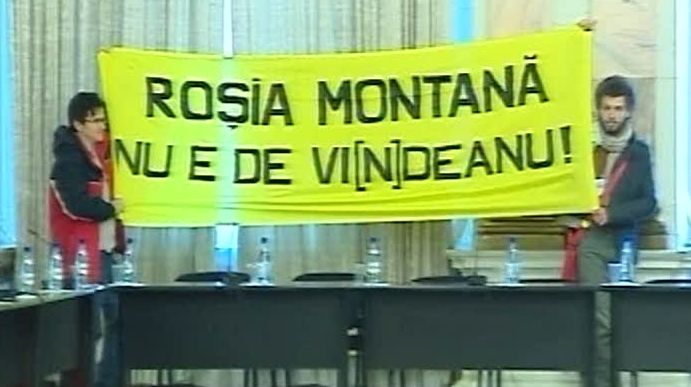 ROȘiA MONTANĂ
NU E DE VI[N]DEANU!